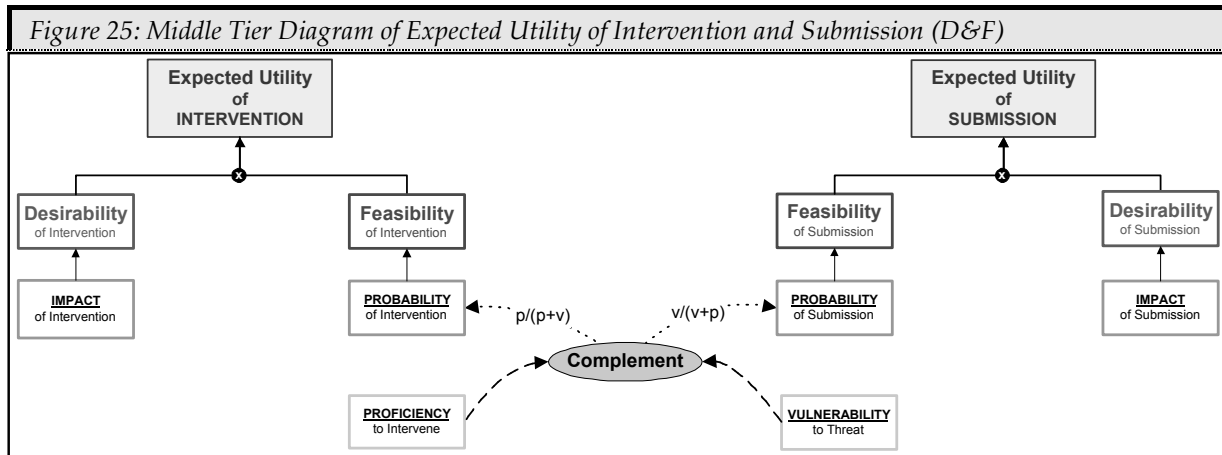 Figure 25: Middle Tier Diagram of Expected Utility of Intervention and Submission (D&F)
Expected Utility
of
INTERVENTION
Expected Utility
of
SUBMISSION
x
x
Desirability
of Intervention
Feasibility
of Intervention
Feasibility
of Submission
Desirability
of Submission
IMPACT
of Intervention
PROBABILITY
of Intervention
PROBABILITY
of Submission
IMPACT
of Submission
p/(p+v)
v/(v+p)
Complement
PROFICIENCY
to Intervene
VULNERABILITY
to Threat